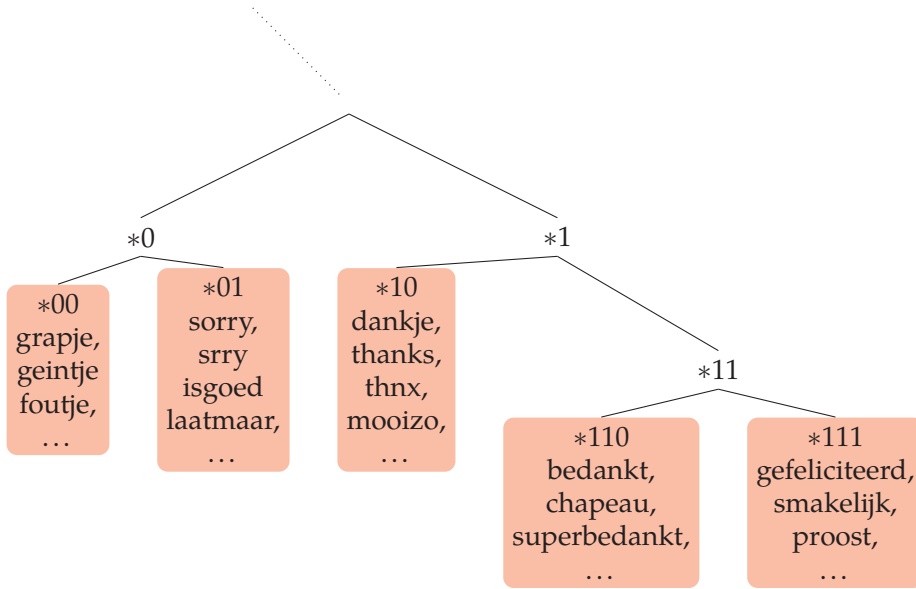 ∗0
∗1
∗00
grapje,
geintje
foutje,
...
∗01
sorry,
srry
isgoed
laatmaar,
...
∗10
dankje,
thanks,
thnx,
mooizo,
...
∗11
∗110
bedankt,
chapeau,
superbedankt,
...
∗111
gefeliciteerd,
smakelijk,
proost,
...